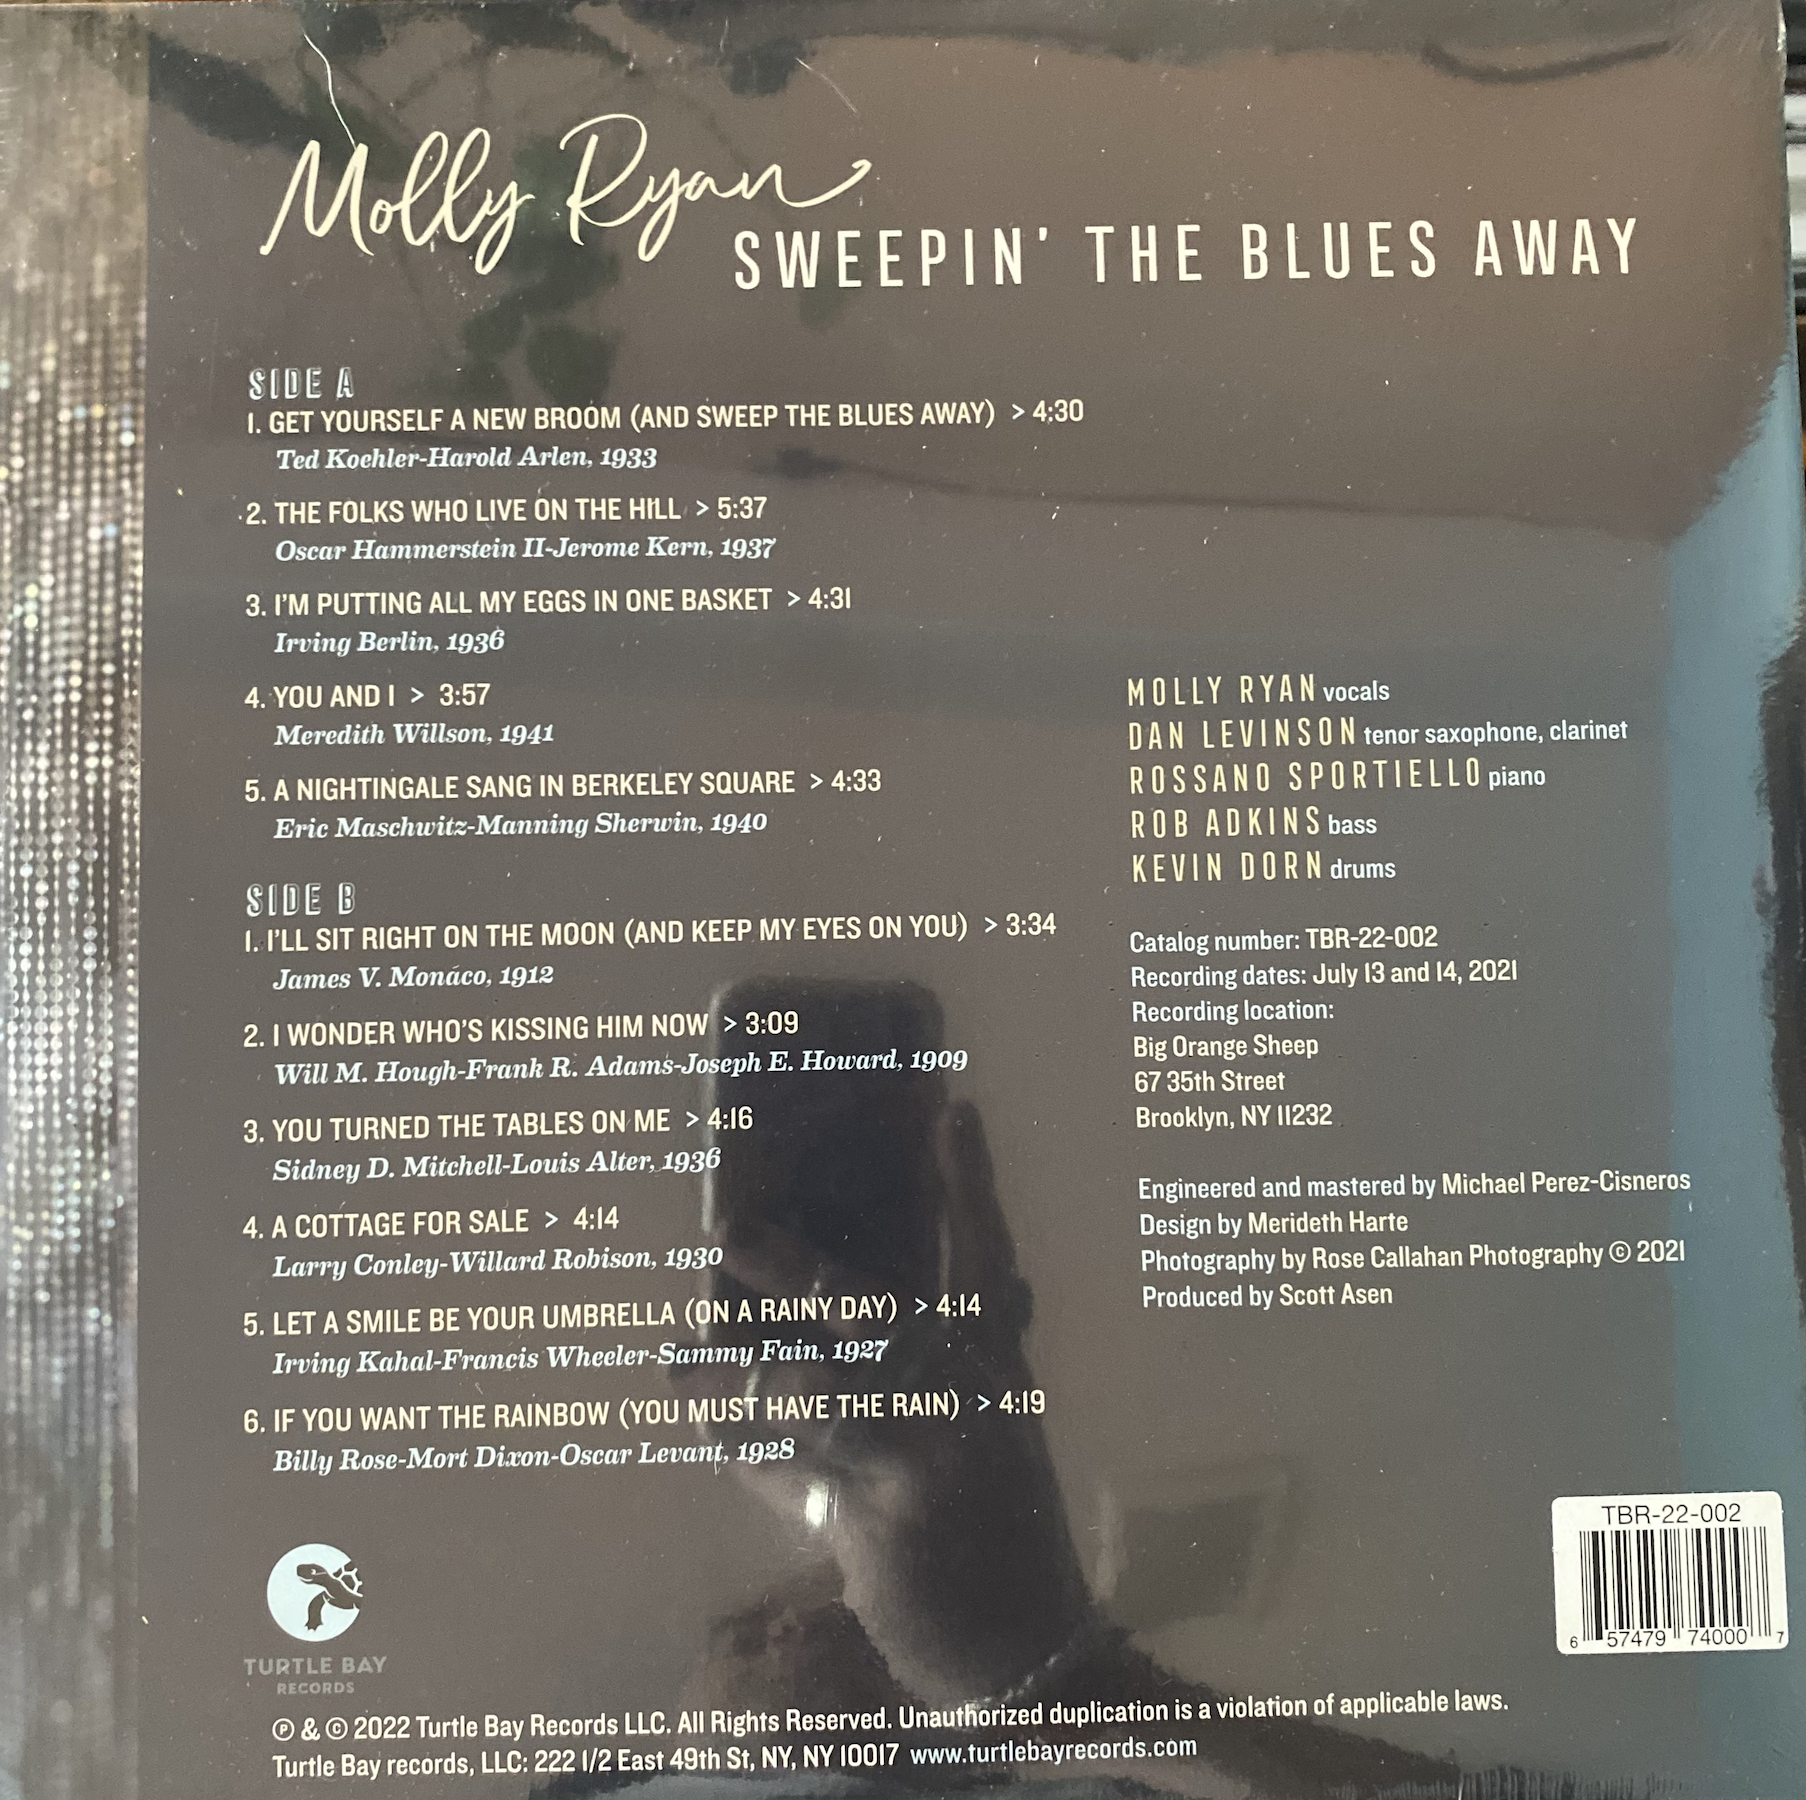 Molly Ryan
SWEEPIN' THE BLUES AWAY
SIDE A
1. GET YOURSELF A NEW BROOM (AND SWEEP THE BLUES AWAY) > 4:30
Ted Koehler-Harold Arlen, 1933
2. THE FOLKS WHO LIVE ON THE HILL > 5:37
Oscar Hammerstein II-Jerome Kern, 1937
3. I'M PUTTING ALL MY EGGS IN ONE BASKET > 4:31
Irving Berlin, 1936
4. YOU AND I > 3:57
Meredith Willson, 1941
5. A NIGHTINGALE SANG IN BERKELEY SQUARE > 4:33
Eric Maschwitz-Manning Sherwin, 1940
SIDE B
1. I'LL SIT RIGHT ON THE MOON (AND KEEP MY EYES ON YOU) > 3:34
James V. Monaco, 1912
2. I WONDER WHO'S KISSING HIM NOW > 3:09
Will M. Hough-Frank R. Adams-Joseph E. Howard, 1909
3. YOU TURNED THE TABLES ON ME > 4:16
Sidney D. Mitchell-Louis Alter, 1936
4. A COTTAGE FOR SALE > 4:14
Larry Conley-Willard Robison, 1930
5. LET A SMILE BE YOUR UMBRELLA (ON A RAINY DAY) > 4:14
Irving Kahal-Francis Wheeler-Sammy Fain, 1927
6. IF YOU WANT THE RAINBOW (YOU MUST HAVE THE RAIN) > 4:19
Billy Rose-Mort Dixon-Oscar Levant, 1928
MOLLY RYAN vocals
DAN LEVINSON tenor saxophone, clarinet
ROSSANO SPORTIELLO piano
ROB ADKINS bass
KEVIN DORN drums
Catalog number: TBR-22-002
Recording dates: July 13 and 14, 2021
Recording location:
Big Orange Sheep
67 35th Street
Brooklyn, NY 11232
Engineered and mastered by Michael Perez-Cisneros
Design by Merideth Harte
Photography by Rose Callahan Photography © 2021
Produced by Scott Asen
TBR-22-002
6 57479 74000 7
TURTLE BAY
RECORDS
℗ & © 2022 Turtle Bay Records LLC. All Rights Reserved. Unauthorized duplication is a violation of applicable laws.
Turtle Bay records, LLC: 222 1/2 East 49th St, NY, NY 10017 www.turtlebayrecords.com